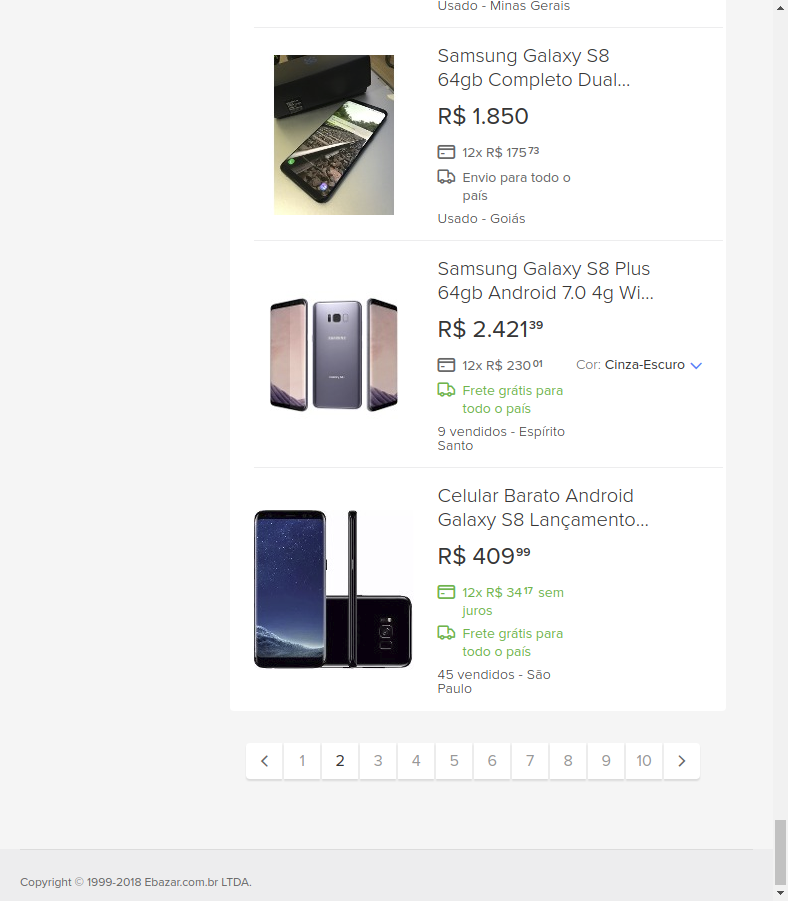 Usado - Minas Gerais
Samsung Galaxy S8
64gb Completo Dual...
R$ 1.850
12x R$ 175 73
Envio para todo o
país
Usado - Goiás
Samsung Galaxy S8 Plus
64gb Android 7.0 4g Wi...
R$ 2.421 39
12x R$ 230 01
Cor: Cinza-Escuro
Frete grátis para
todo o país
9 vendidos - Espírito
Santo
SAMSUNG
Celular Barato Android
Galaxy S8 Lançamento...
R$ 409 99
12x R$ 34 17 sem
juros
Frete grátis para
todo o país
45 vendidos - São
Paulo
1 2 3 4 5 6 7 8 9 10
Copyright © 1999-2018 Ebazar.com.br LTDA.